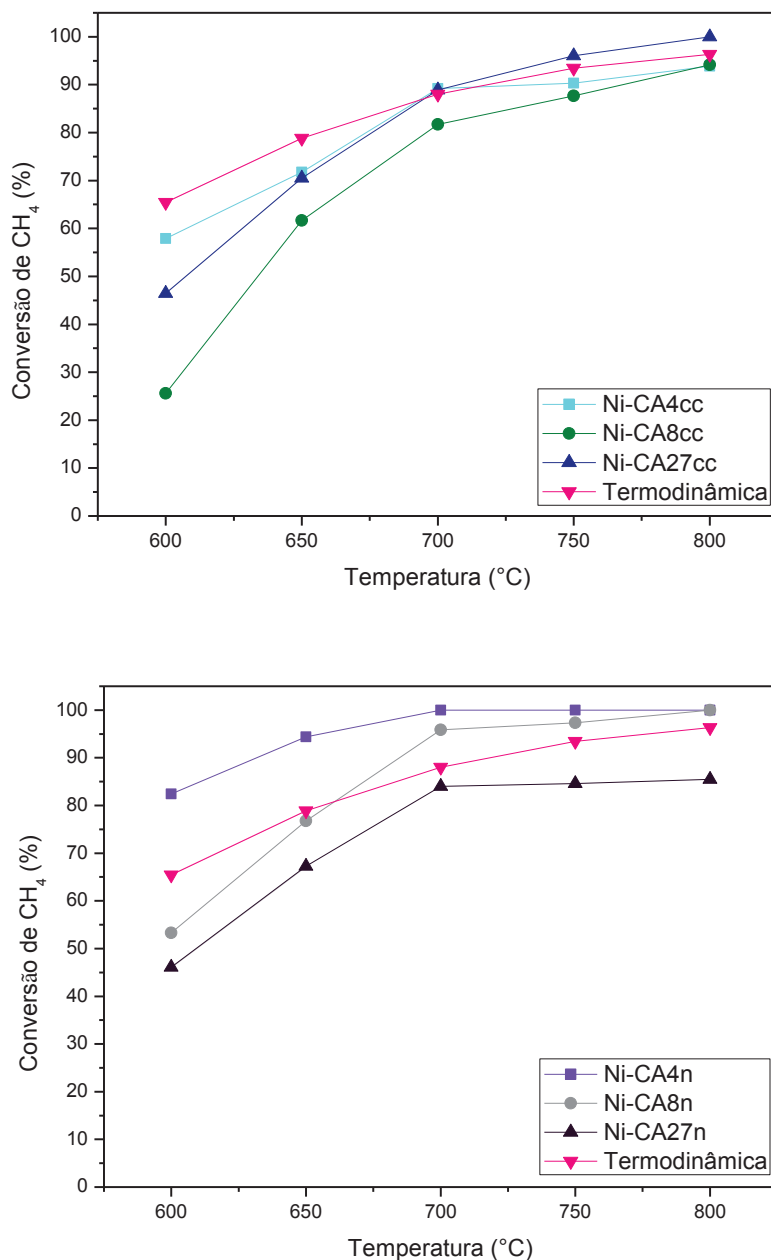 100
90
80
70
60
50
40
30
20
10
0
Conversão de CH4 (%)
Ni-CA4cc
Ni-CA8cc
Ni-CA27cc
Termodinâmica
600 650 700 750 800
Temperatura (°C)
100
90
80
70
60
50
40
30
20
10
0
Conversão de CH4 (%)
Ni-CA4n
Ni-CA8n
Ni-CA27n
Termodinâmica
600 650 700 750 800
Temperatura (°C)